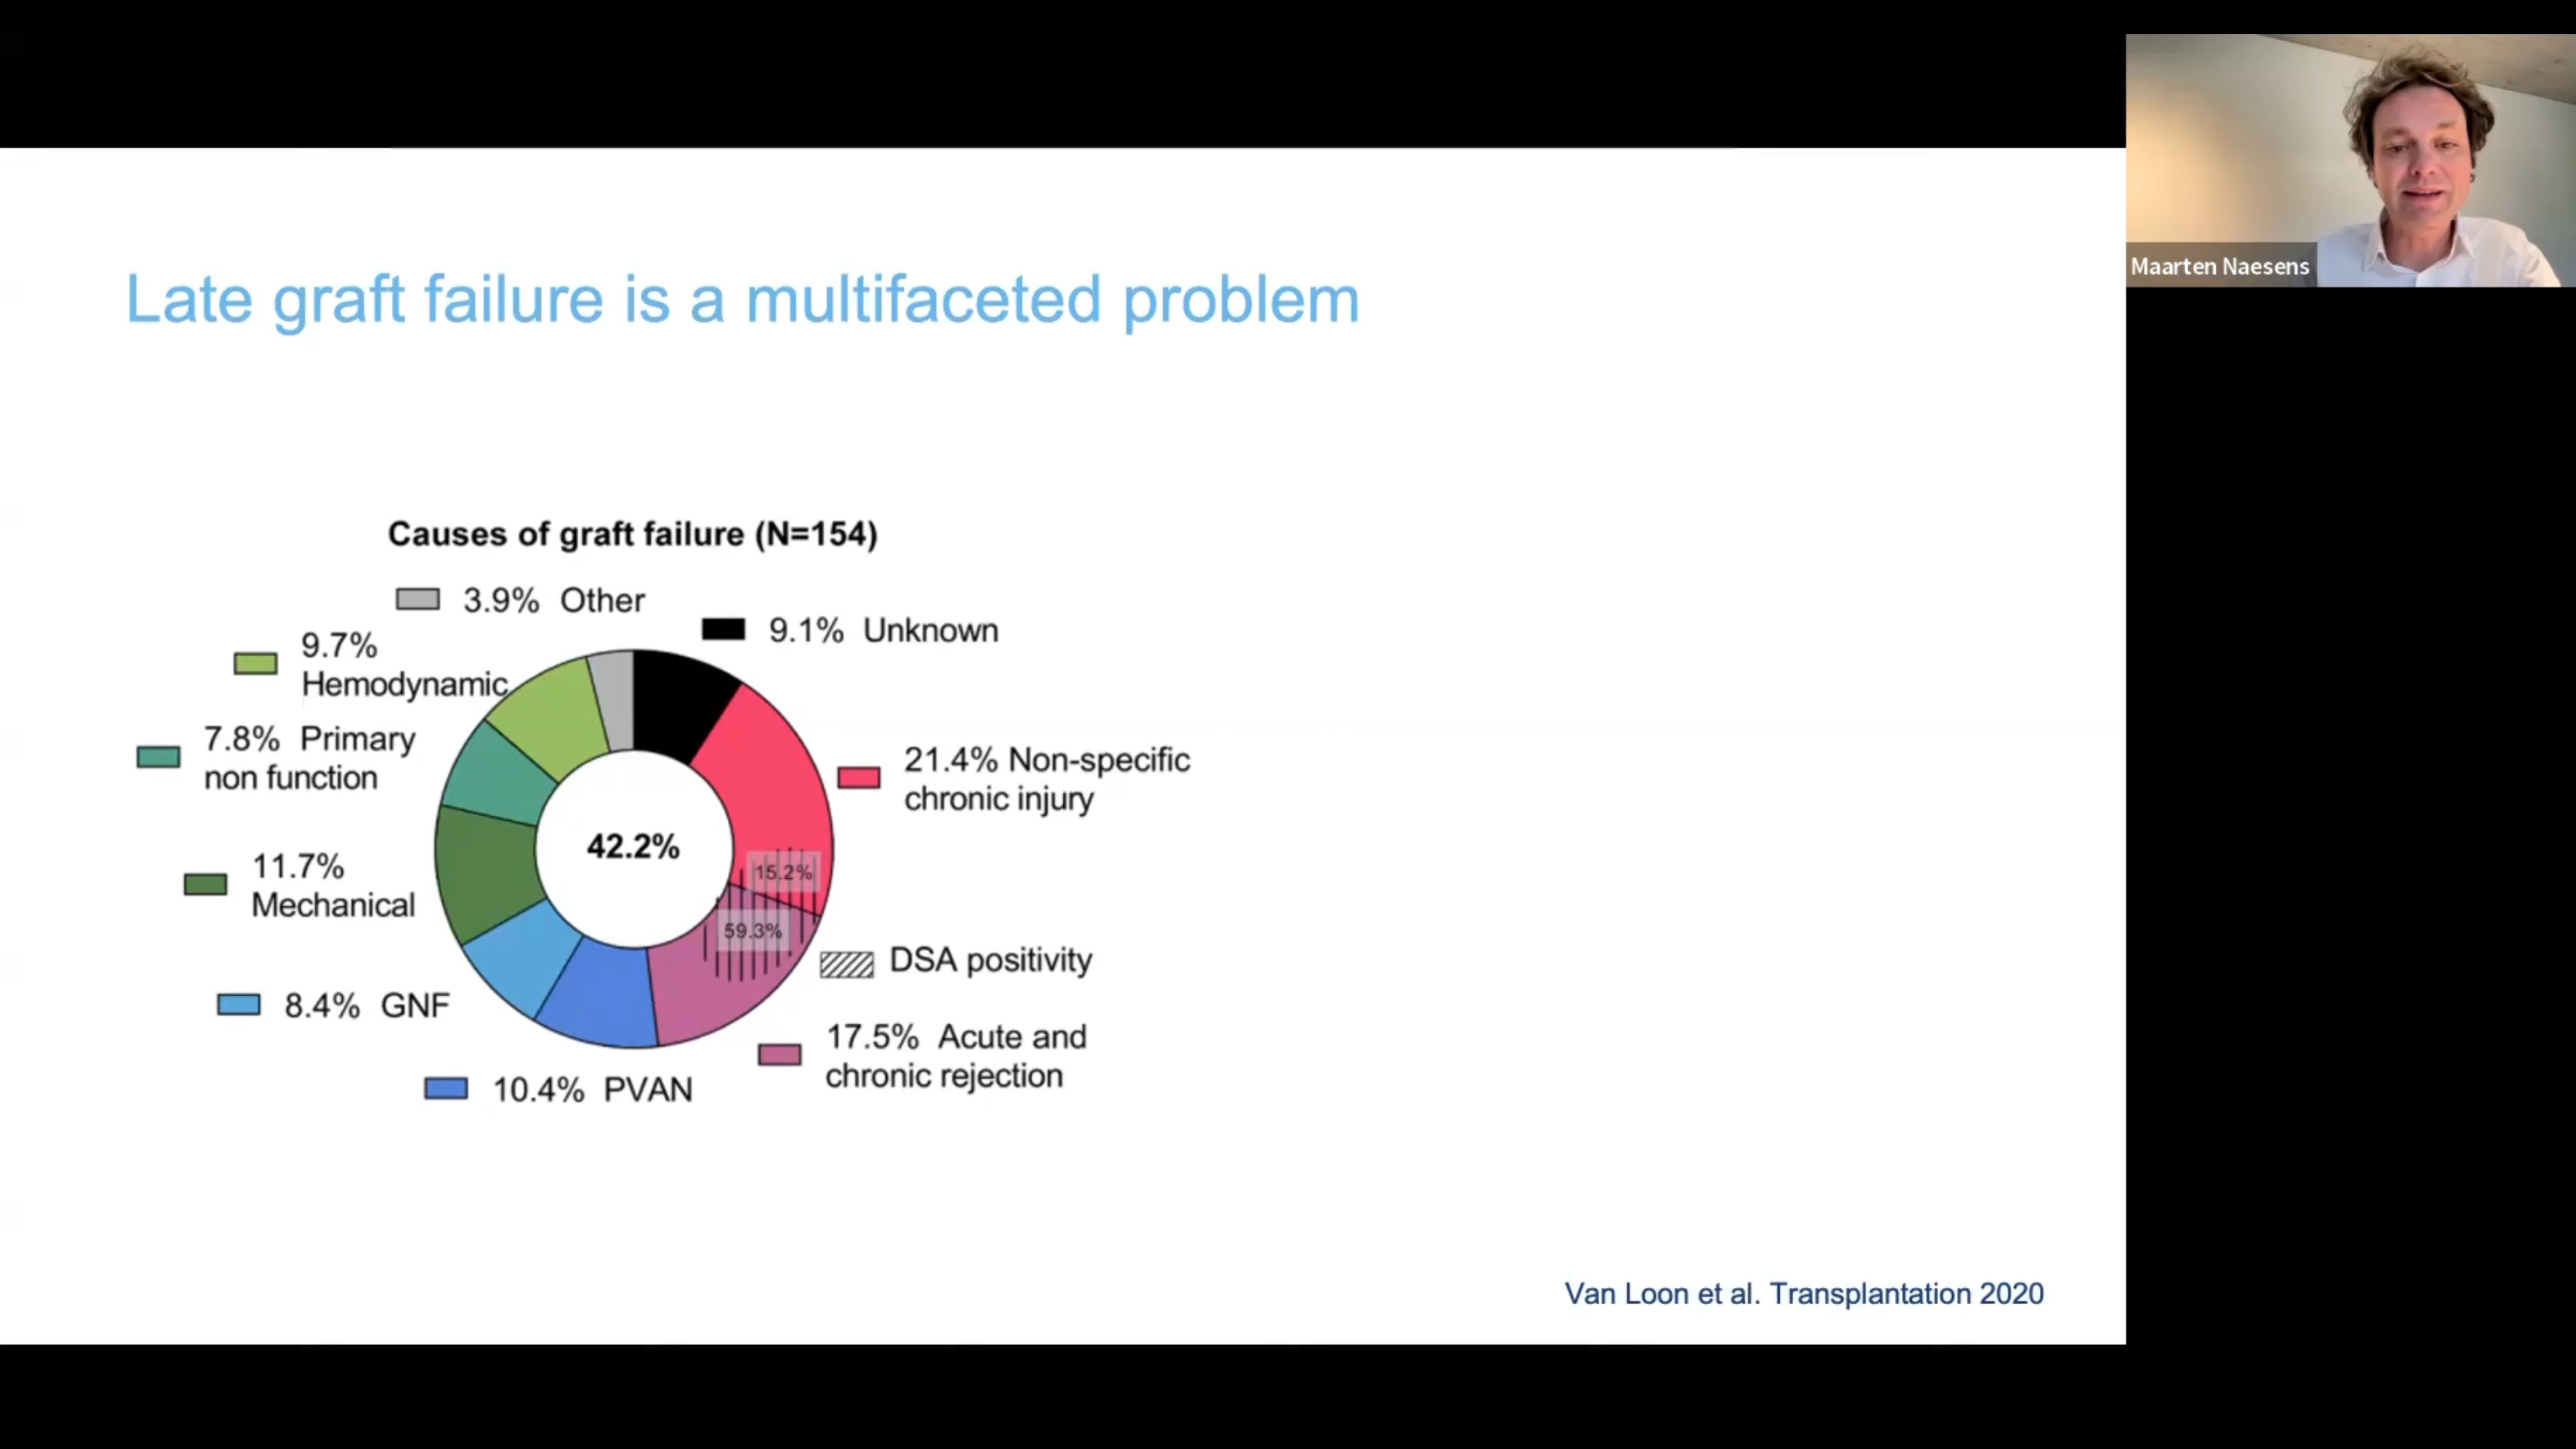 Maarten Naesens
Late graft failure is a multifaceted problem
Causes of graft failure (N=154)
3.9% Other
9.1% Unknown
9.7%
Hemodynamic
7.8% Primary
non function
21.4% Non-specific
chronic injury
42.2%
15.2%
11.7%
Mechanical
59.3%
DSA positivity
8.4% GNF
17.5% Acute and
chronic rejection
10.4% PVAN
Van Loon et al. Transplantation 2020